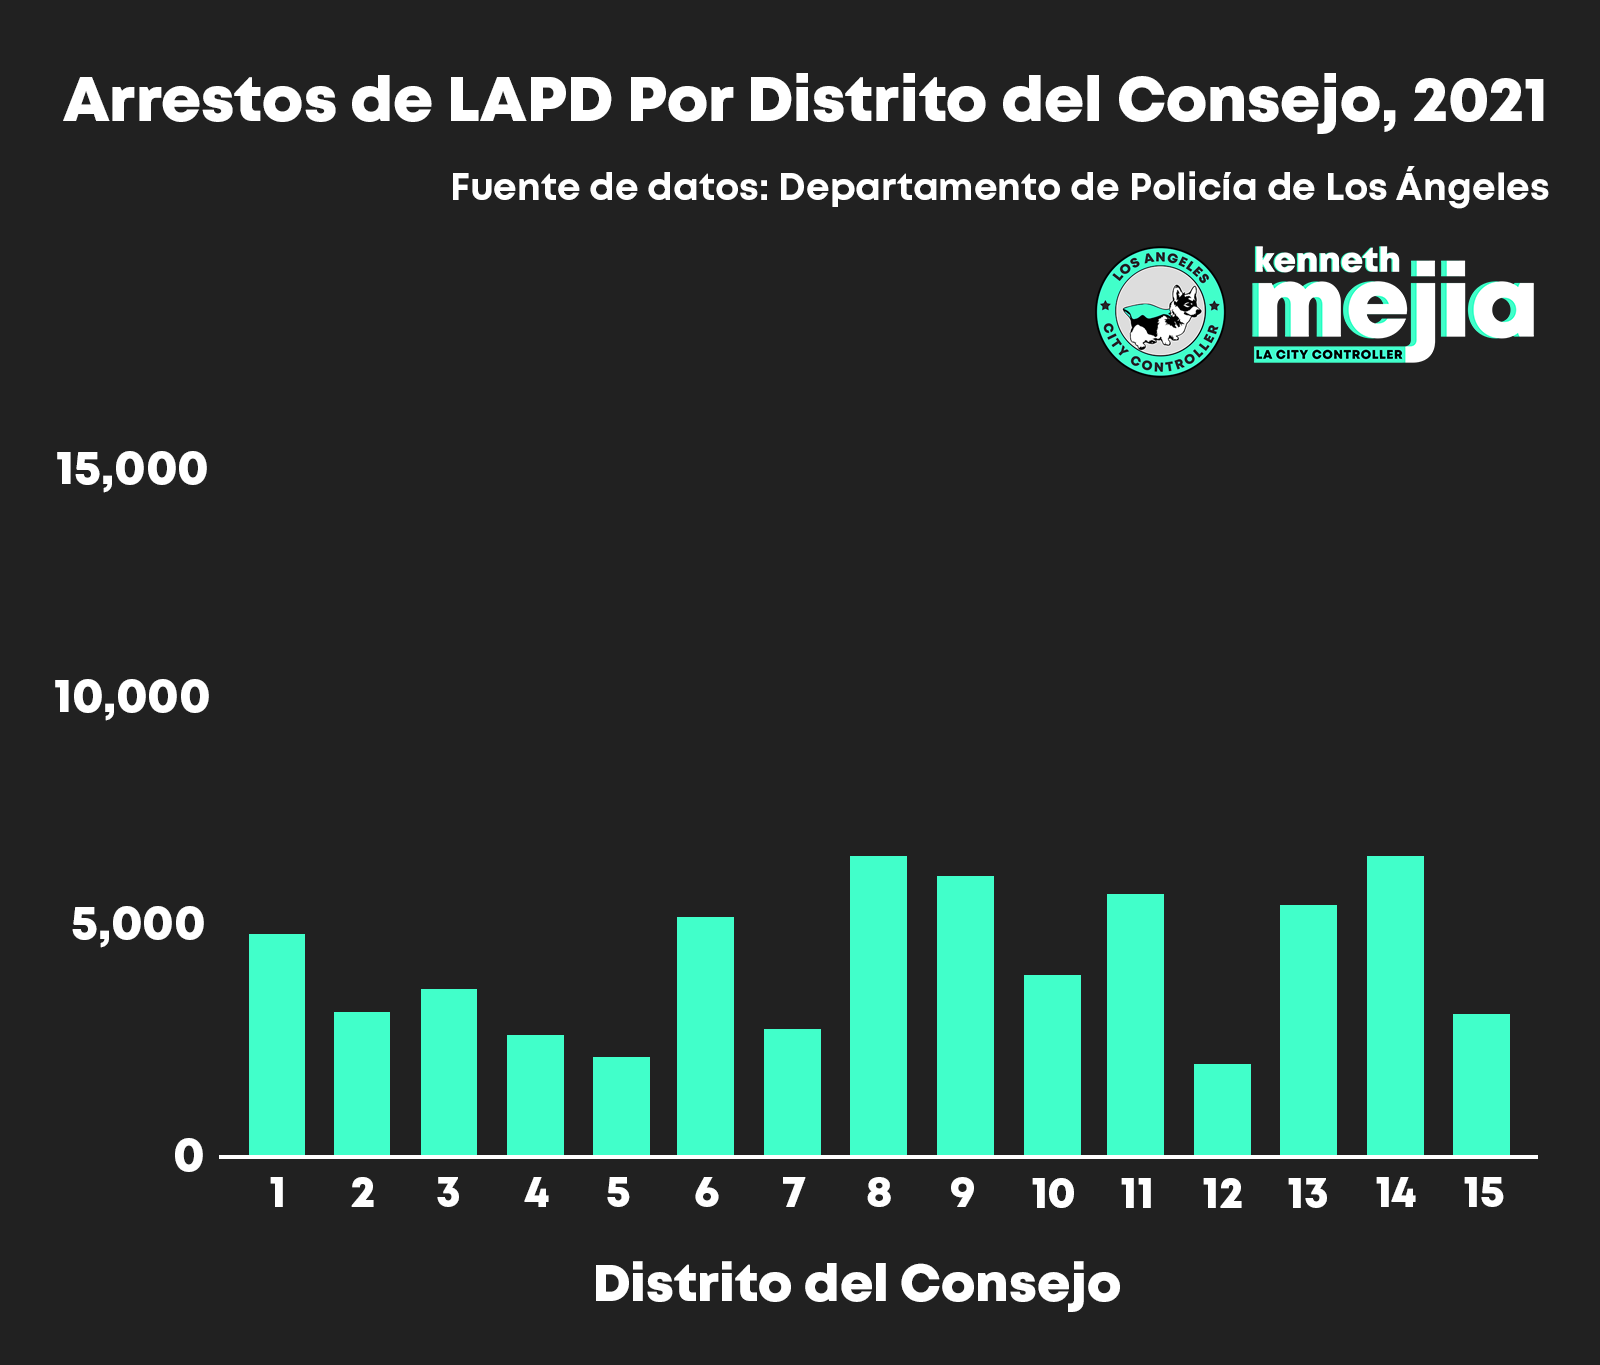 Arrestos de LAPD Por Distrito del Consejo, 2021
Fuente de datos: Departamento de Policía de Los Ángeles
LOS ANGELES
CITY CONTROLLER
kenneth
mejia
LA CITY CONTROLLER
15,000
10,000
5,000
0
1 2 3 4 5 6 7 8 9 10 11 12 13 14 15
Distrito del Consejo